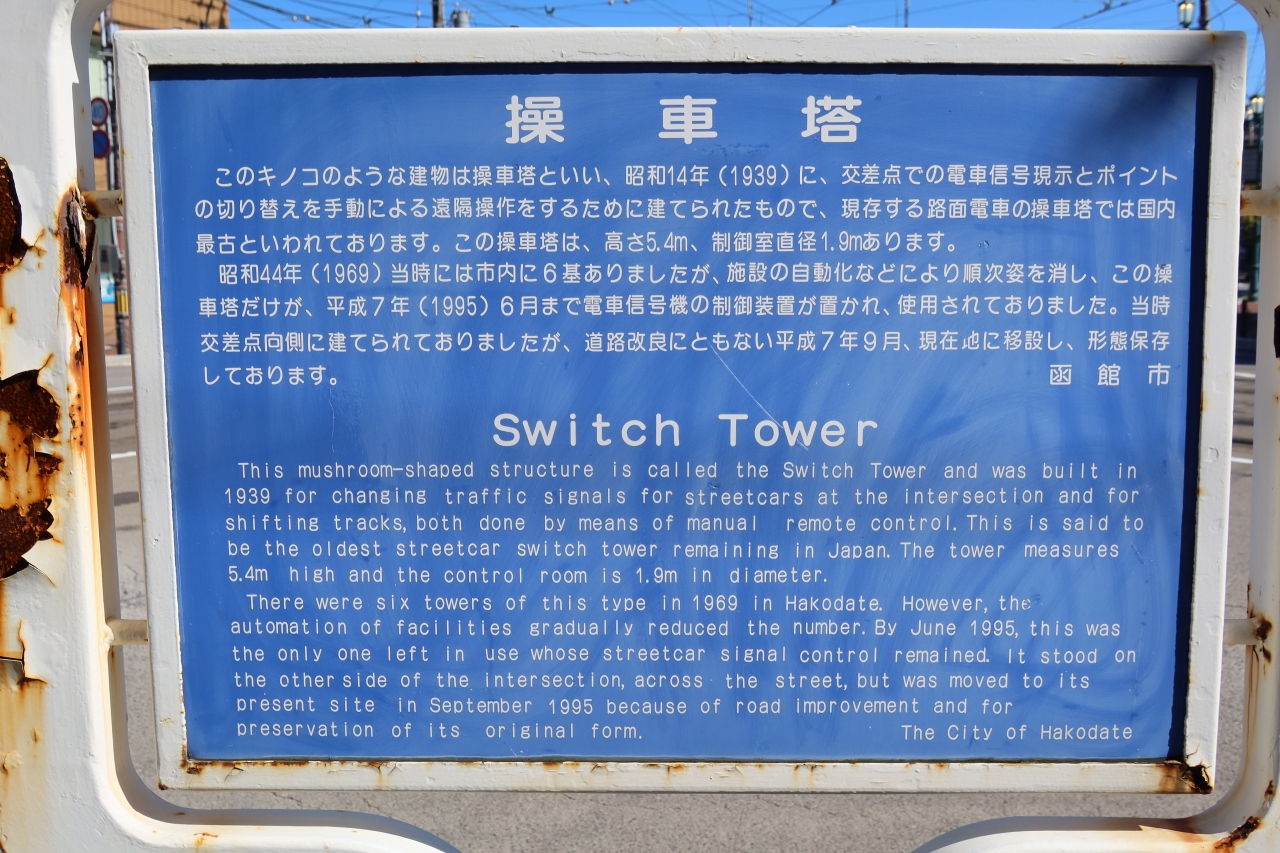 操車塔
このキノコのような建物は操車塔といい、昭和14年（1939）に、交差点での電車信号現示とポイント
の切り替えを手動による遠隔操作をするために建てられたもので、現存する路面電車の操車塔では国内
最古といわれております。この操車塔は、高さ5.4m、制御室直径1.9mあります。
昭和44年（1969）当時には市内に６基ありましたが、施設の自動化などにより順次姿を消し、この操
車塔だけが、平成７年（1995）６月まで電車信号機の制御装置が置かれ、使用されておりました。当時
交差点向側に建てられておりましたが、道路改良にともない平成７年９月、現在地に移設し、形態保存
しております。 函館市
Switch Tower
This mushroom-shaped structure is called the Switch Tower and was built in
1939 for changing traffic signals for streetcars at the intersection and for
shifting tracks, both done by means of manual remote control. This is said to
be the oldest streetcar switch tower remaining in Japan. The tower measures
5.4m high and the control room is 1.9m in diameter.
There were six towers of this type in 1969 in Hakodate. However, the
automation of facilities gradually reduced the number. By June 1995, this was
the only one left in use whose streetcar signal control remained. It stood on
the other side of the intersection, across the street, but was moved to its
present site in September 1995 because of road improvement and for
preservation of its original form. The City of Hakodate